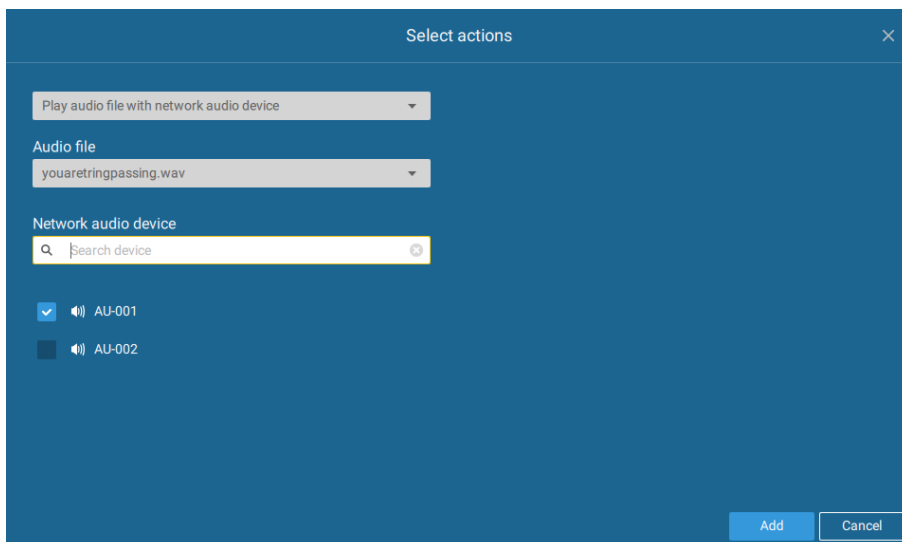 Select actions
Play audio file with network audio device
Audio file
youaretringpassing.wav
Network audio device
Search device
AU-001
AU-002
Add Cancel